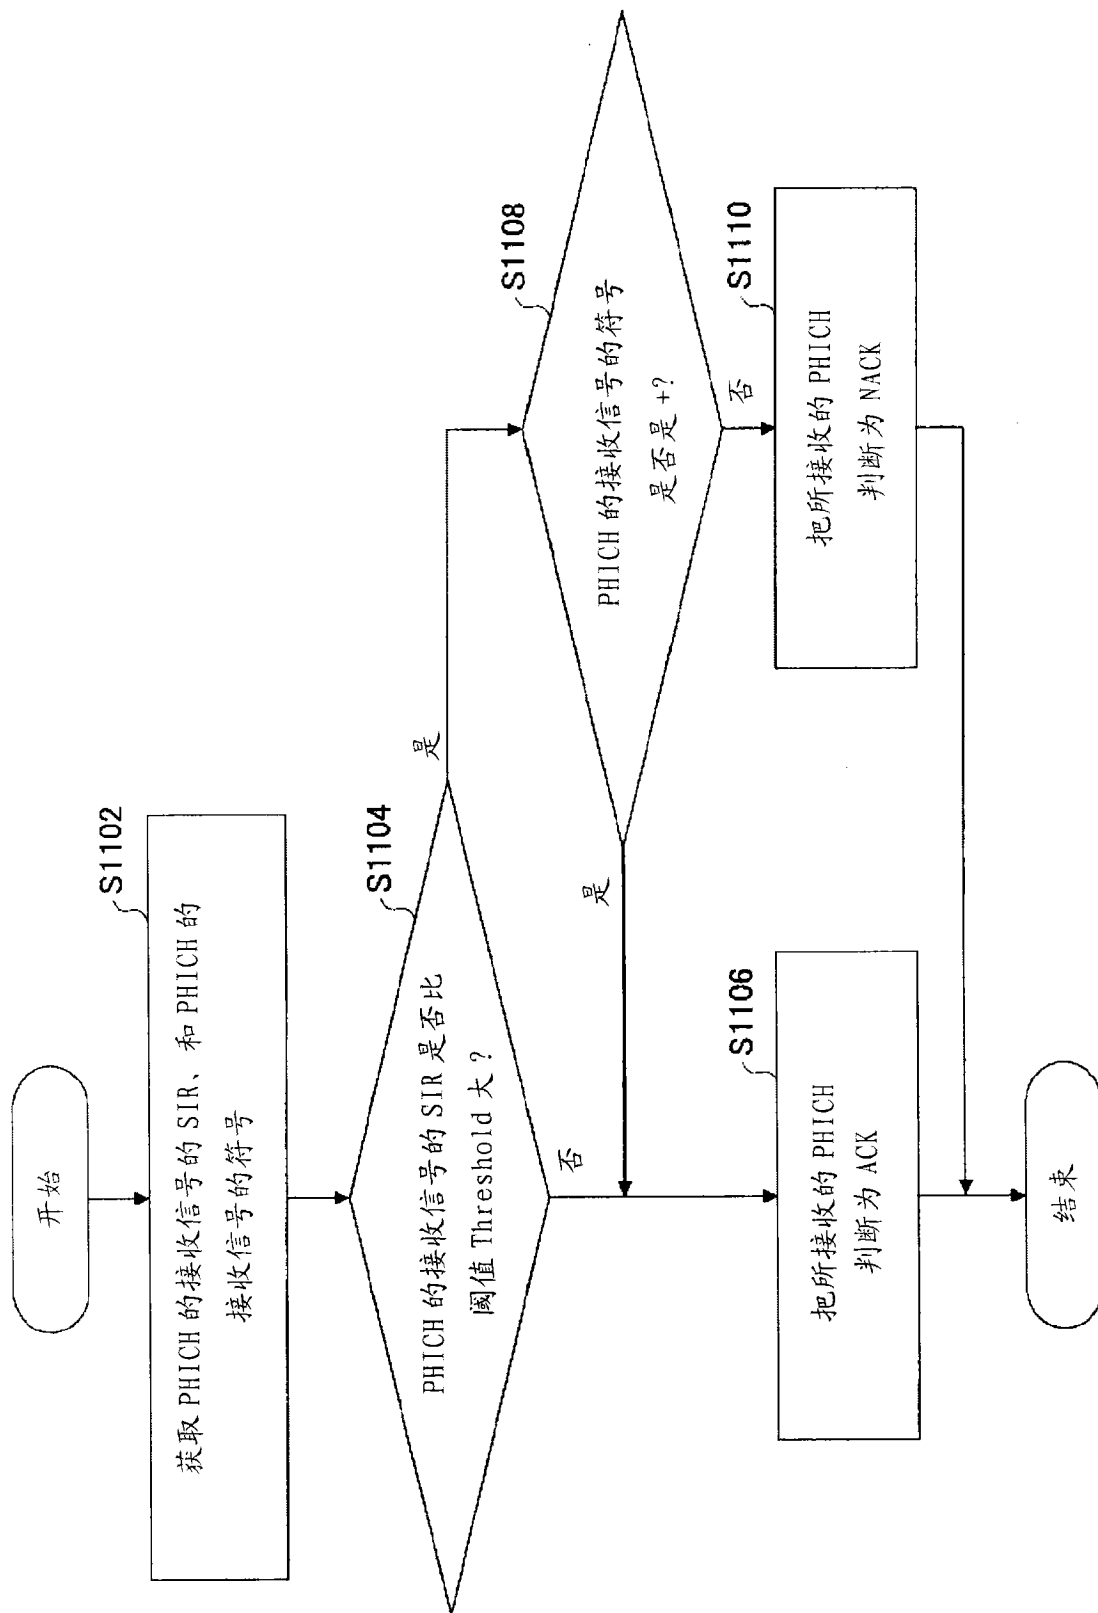 开始
S1102
获取 PHICH 的接收信号的 SIR、和 PHICH 的
接收信号的符号
S1104
PHICH 的接收信号的 SIR 是否比
阈值 Threshold 大？
是
否
S1108
PHICH 的接收信号的符号
是否是 +?
是
否
S1106
把所接收的 PHICH
判断为 ACK
S1110
把所接收的 PHICH
判断为 NACK
结束